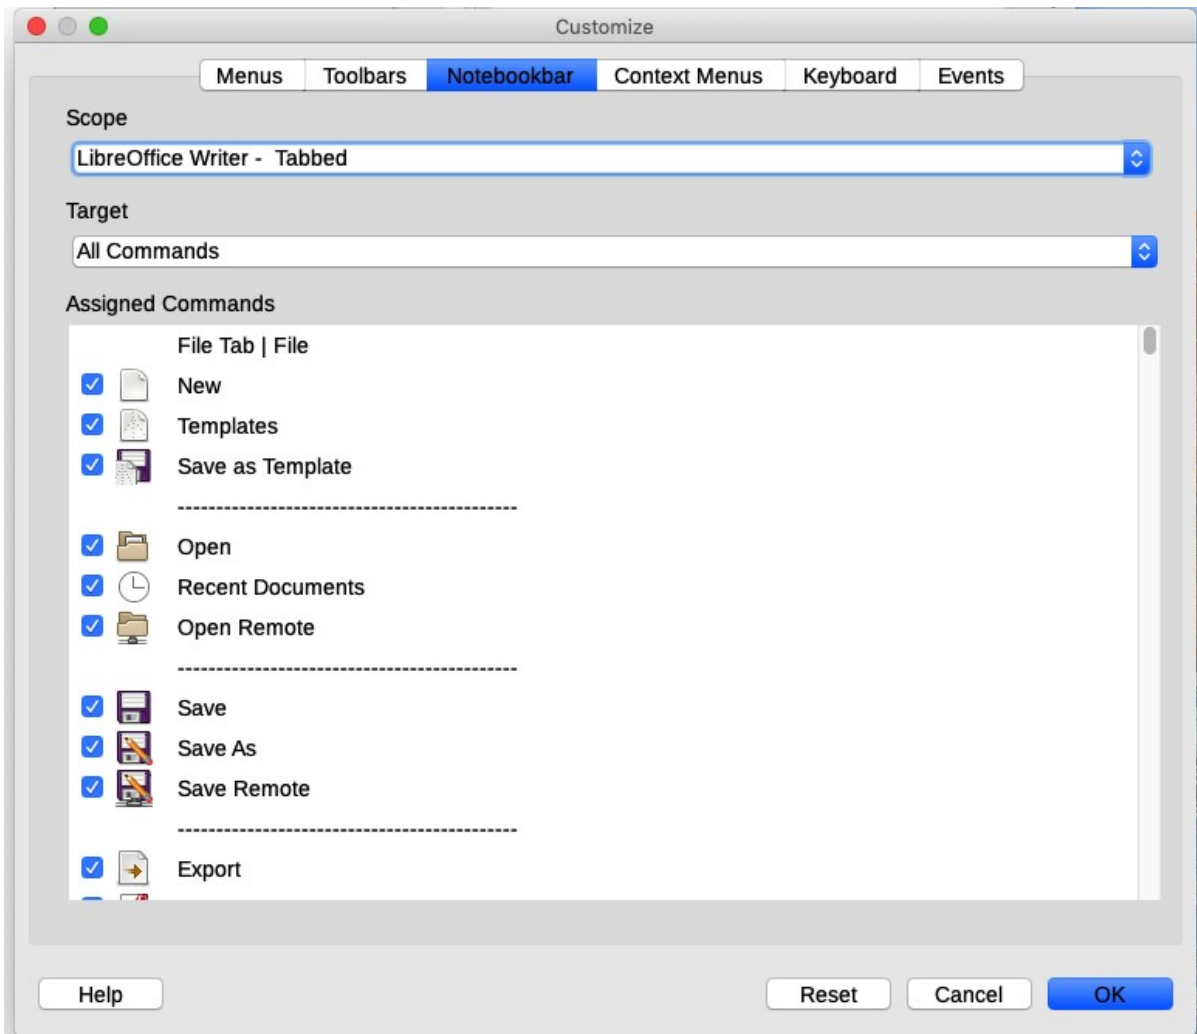 Customize
Menus Toolbars Notebookbar Context Menus Keyboard Events
Scope
LibreOffice Writer - Tabbed
Target
All Commands
Assigned Commands
File Tab | File
New
Templates
Save as Template
--------------------------------------------
Open
Recent Documents
Open Remote
--------------------------------------------
Save
Save As
Save Remote
--------------------------------------------
Export
Help Reset Cancel OK